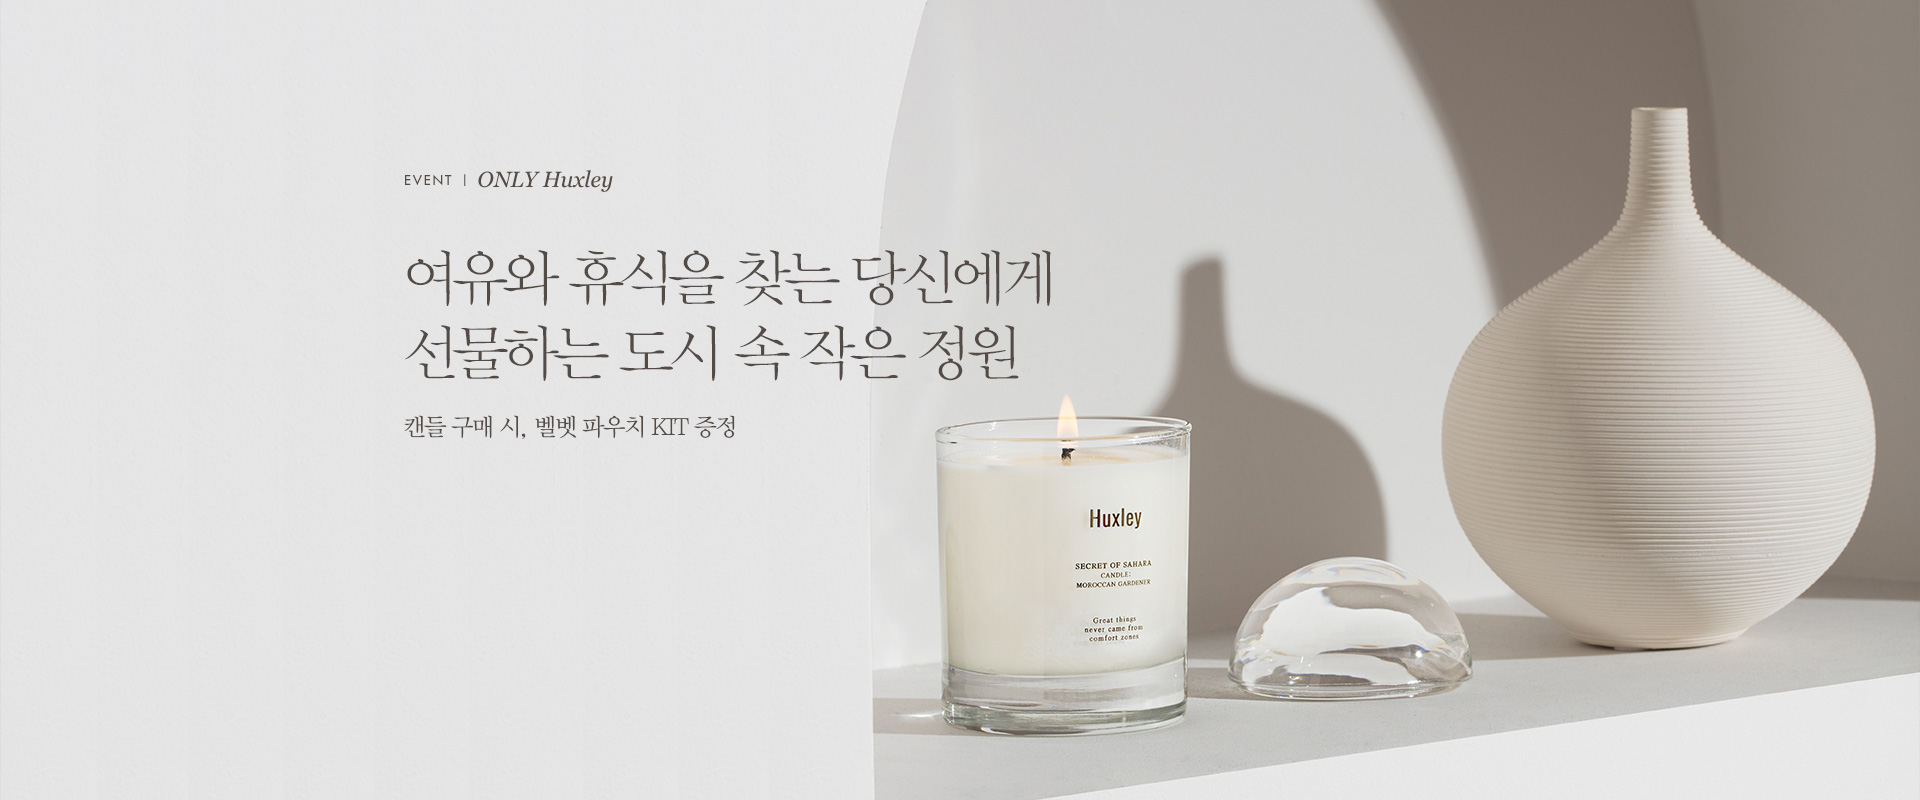 EVENT | ONLY Huxley
여유와 휴식을 찾는 당신에게
선물하는 도시 속 작은 정원
캔들 구매 시, 벨벳 파우치 KIT 증정
Huxley
SECRET OF SAHARA
CANDLE:
MOROCCAN GARDENER
Great things
never came from
comfort zones